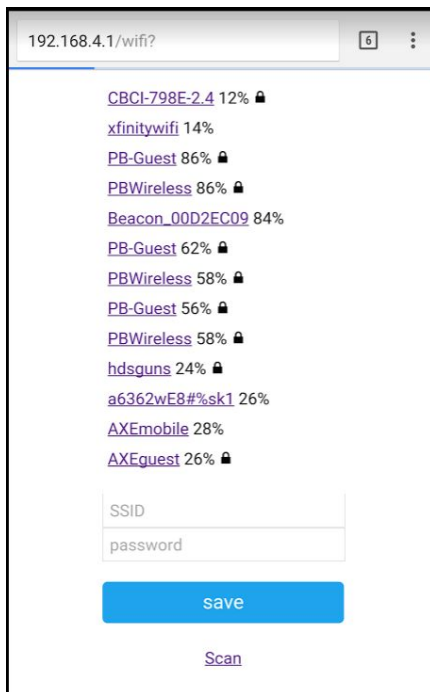 192.168.4.1/wifi? 6
CBCI-798E-2.4 12%
xfinitywifi 14%
PB-Guest 86%
PBWireless 86%
Beacon_00D2EC09 84%
PB-Guest 62%
PBWireless 58%
PB-Guest 56%
PBWireless 58%
hdsguns 24%
a6362wE8#%sk1 26%
AXEmobile 28%
AXEguest 26%
SSID
password
save
Scan